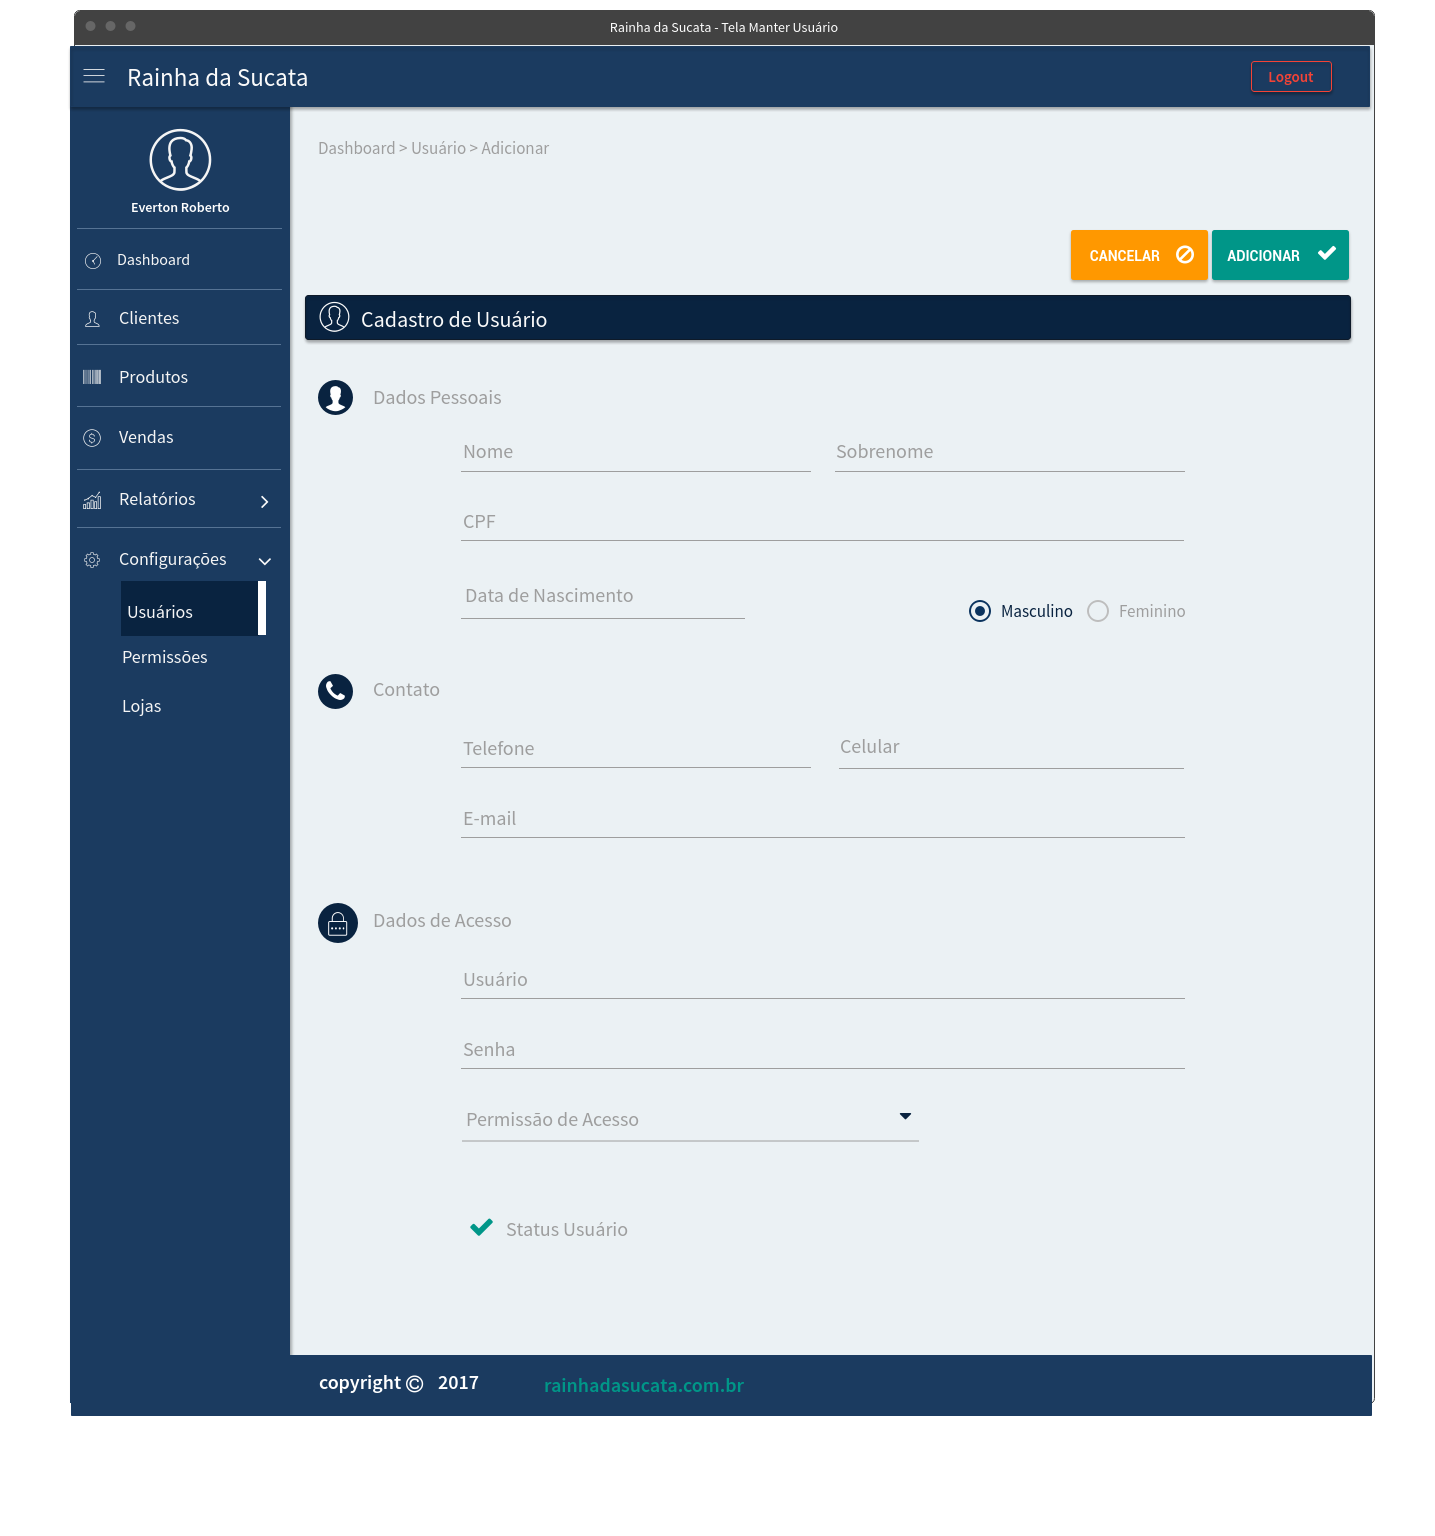 Rainha da Sucata - Tela Manter Usuário
Rainha da Sucata
Logout
Everton Roberto
Dashboard
Clientes
Produtos
Vendas
Relatórios
Configurações
Usuários
Permissões
Lojas
Dashboard > Usuário > Adicionar
CANCELAR
ADICIONAR
Cadastro de Usuário
Dados Pessoais
Nome Sobrenome
CPF
Data de Nascimento
Masculino Feminino
Contato
Telefone Celular
E-mail
Dados de Acesso
Usuário
Senha
Permissão de Acesso
Status Usuário
copyright © 2017 rainhadasucata.com.br